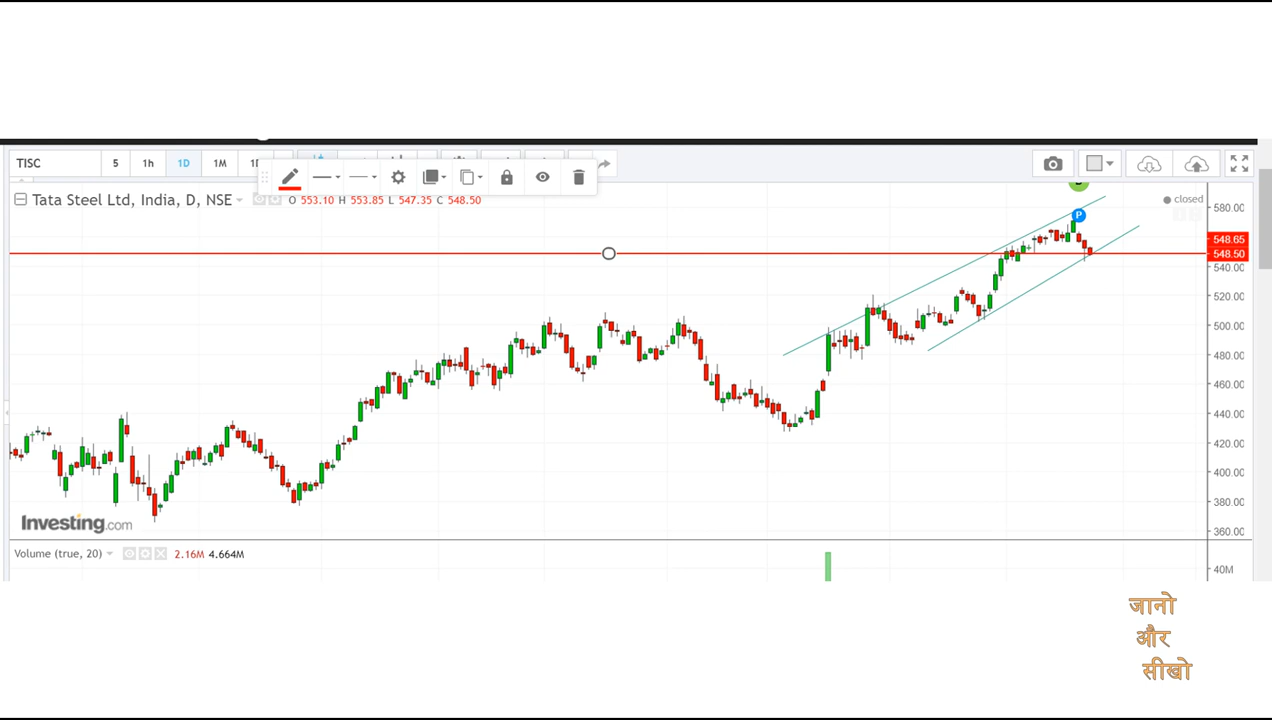 TISC 5 1h 1D 1M
Tata Steel Ltd, India, D, NSE O 553.10 H 553.85 L 547.35 C 548.50
closed
P
580.00
548.65
548.50
540.00
520.00
500.00
480.00
460.00
440.00
420.00
400.00
380.00
360.00
Investing.com
Volume (true, 20) 2.16M 4.664M
40M
जानो
और
सीखो